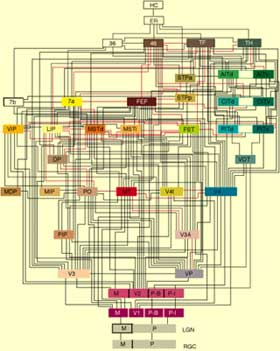 HC
ER
36 46 TF TH
STPa AITd AITv
7b 7a FEF STPp CITd CITv
VIP LIP MSTd MSTl FST PITd PITv
DP VOT
MDP MIP PO MT V4t V4
PIP V3A
V3 VP
M V2 P-B P-I
M V1 P-B P-I
M P LGN
M P RGC